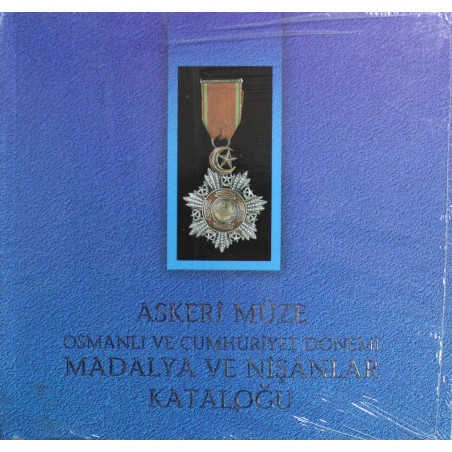 ASKERİ MÜZE
OSMANLI VE CUMHURİYET DÖNEMİ
MADALYA VE NİŞANLAR
KATALOĞU